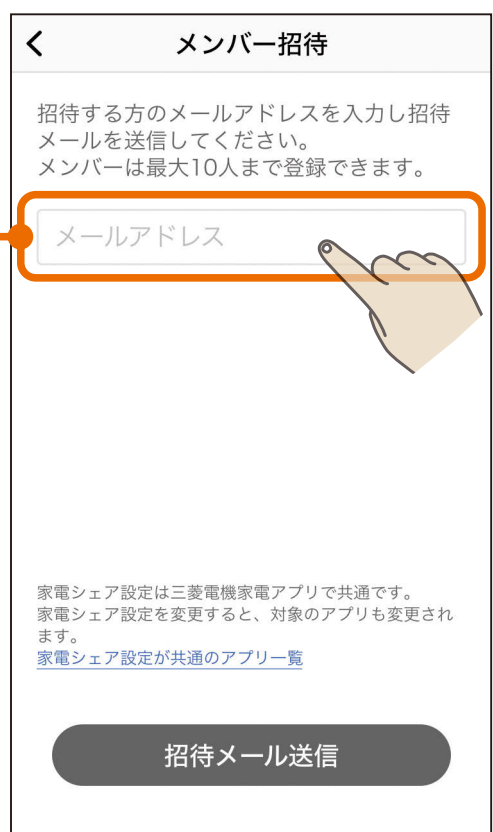 メンバー招待
招待する方のメールアドレスを入力し招待
メールを送信してください。
メンバーは最大10人まで登録できます。
メールアドレス
家電シェア設定は三菱電機家電アプリで共通です。
家電シェア設定を変更すると、対象のアプリも変更され
ます。
家電シェア設定が共通のアプリ一覧
招待メール送信